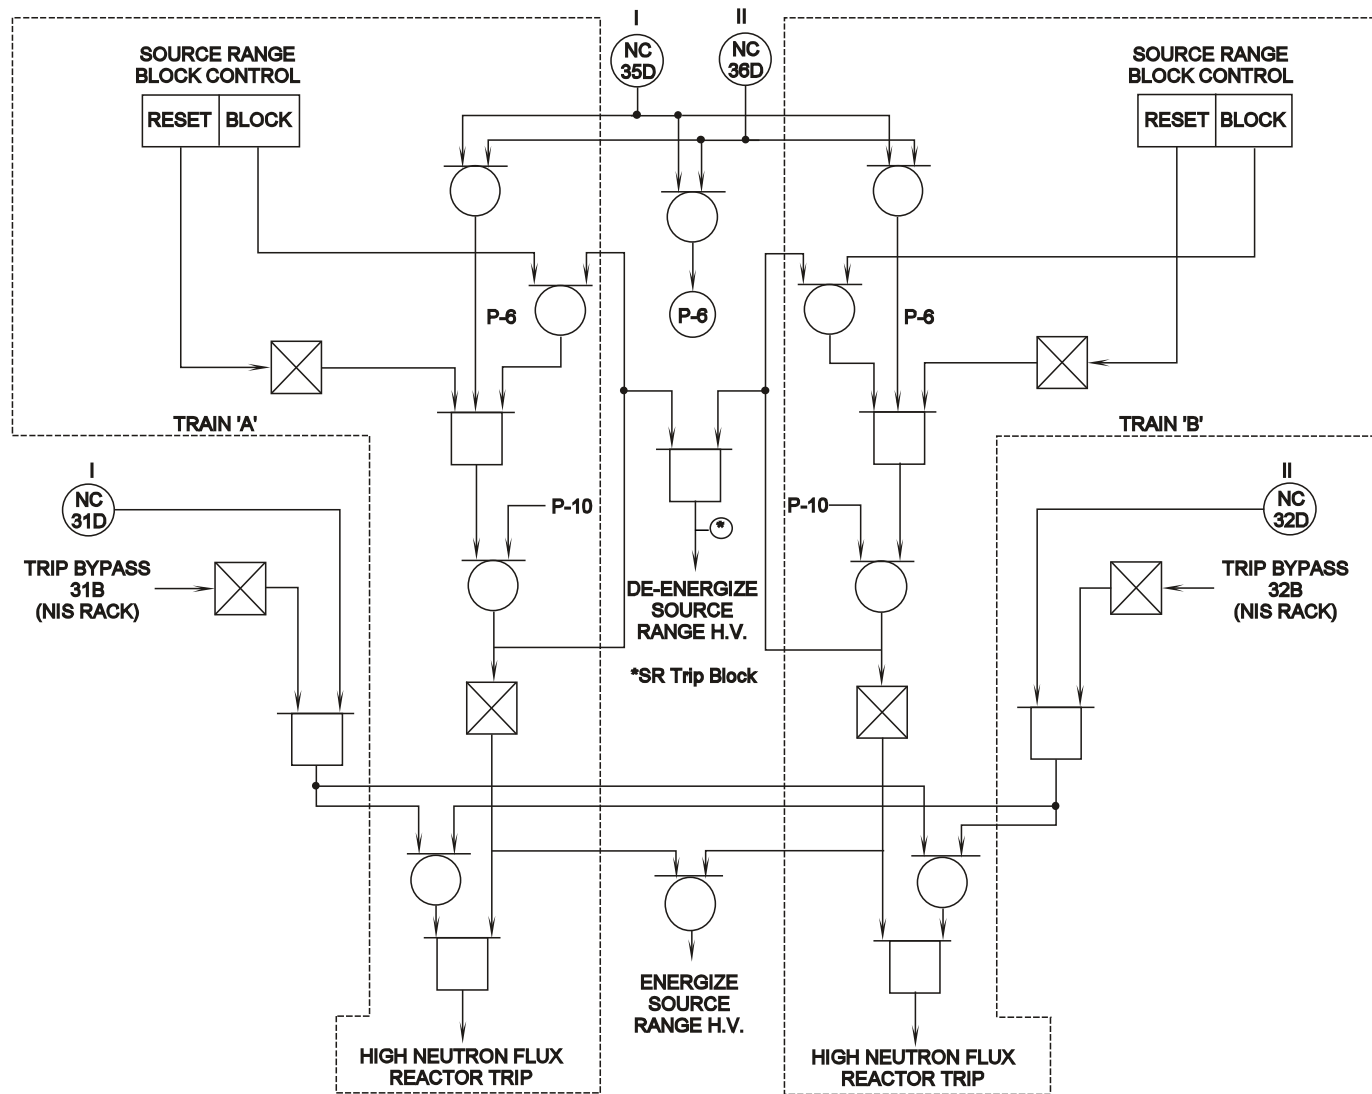 I
II
NC
35D
NC
36D
SOURCE RANGE
BLOCK CONTROL
RESET
BLOCK
SOURCE RANGE
BLOCK CONTROL
RESET
BLOCK
P-6
P-6
P-6
TRAIN 'A'
TRAIN 'B'
I
NC
31D
II
NC
32D
P-10
P-10
*
TRIP BYPASS
31B
(NIS RACK)
TRIP BYPASS
32B
(NIS RACK)
DE-ENERGIZE
SOURCE
RANGE H.V.
*SR Trip Block
ENERGIZE
SOURCE
RANGE H.V.
HIGH NEUTRON FLUX
REACTOR TRIP
HIGH NEUTRON FLUX
REACTOR TRIP